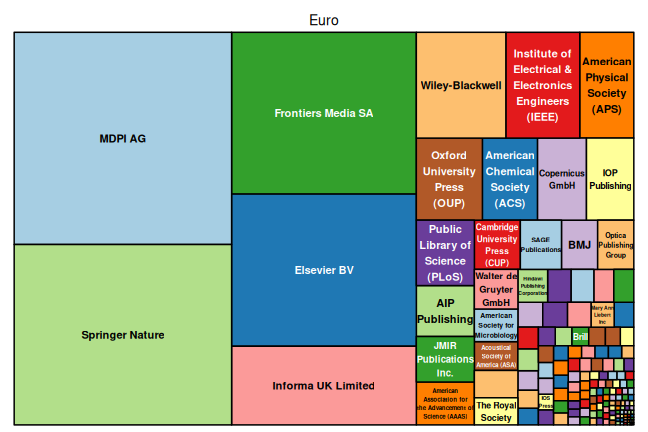 Euro
MDPI AG
Springer Nature
Frontiers Media SA
Elsevier BV
Informa UK Limited
Wiley-Blackwell
Institute of
Electrical &
Electronics
Engineers
(IEEE)
American
Physical
Society
(APS)
Oxford
University
Press
(OUP)
American
Chemical
Society
(ACS)
Copernicus
GmbH
IOP
Publishing
Public
Library of
Science
(PLoS)
Cambridge
University
Press
(CUP)
SAGE
Publications
BMJ
Optica
Publishing
Group
AIP
Publishing
Walter de
Gruyter
GmbH
Hindawi
Publishing
Corporation
American
Society for
Microbiology
Mary Ann
Liebert
Inc
JMIR
Publications
Inc.
Acoustical
Society of
America (ASA)
Brill
American
Association for
the Advancement of
Science (AAAS)
The Royal
Society
IOS
Press